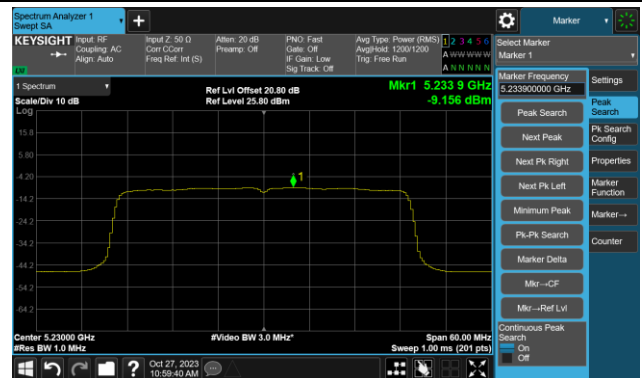 Spectrum Analyzer 1
Swept SA
+
Marker
KEYSIGHT
Input: RF
Coupling: AC
Align: Auto
Input Z: 50 Ω
Corr CCorr
Freq Ref: Int (S)
Atten: 20 dB
Preamp: Off
PNO: Fast
Gate: Off
IF Gain: Low
Sig Track: Off
Avg Type: Power (RMS)
Avg|Hold: 1200/1200
Trig: Free Run
1 2 3 4 5 6
A W W W W W
A N N N N N
LW
Select Marker
Marker 1
1 Spectrum
Scale/Div 10 dB
Log
Ref Lvl Offset 20.80 dB
Ref Level 25.80 dBm
Mkr1 5.233 9 GHz
-9.156 dBm
15.8
5.80
-4.20
-14.2
-24.2
-34.2
-44.2
-54.2
-64.2
1
Center 5.23000 GHz
#Res BW 1.0 MHz
#Video BW 3.0 MHz*
Span 60.00 MHz
Sweep 1.00 ms (201 pts)
Marker Frequency
5.233900000 GHz
Peak Search
Next Peak
Next Pk Right
Next Pk Left
Minimum Peak
Pk-Pk Search
Marker Delta
Mkr→CF
Mkr→Ref Lvl
Continuous Peak
Search
On
Off
Settings
Peak
Search
Pk Search
Config
Properties
Marker
Function
Marker→
Counter
?
Oct 27, 2023
10:59:40 AM